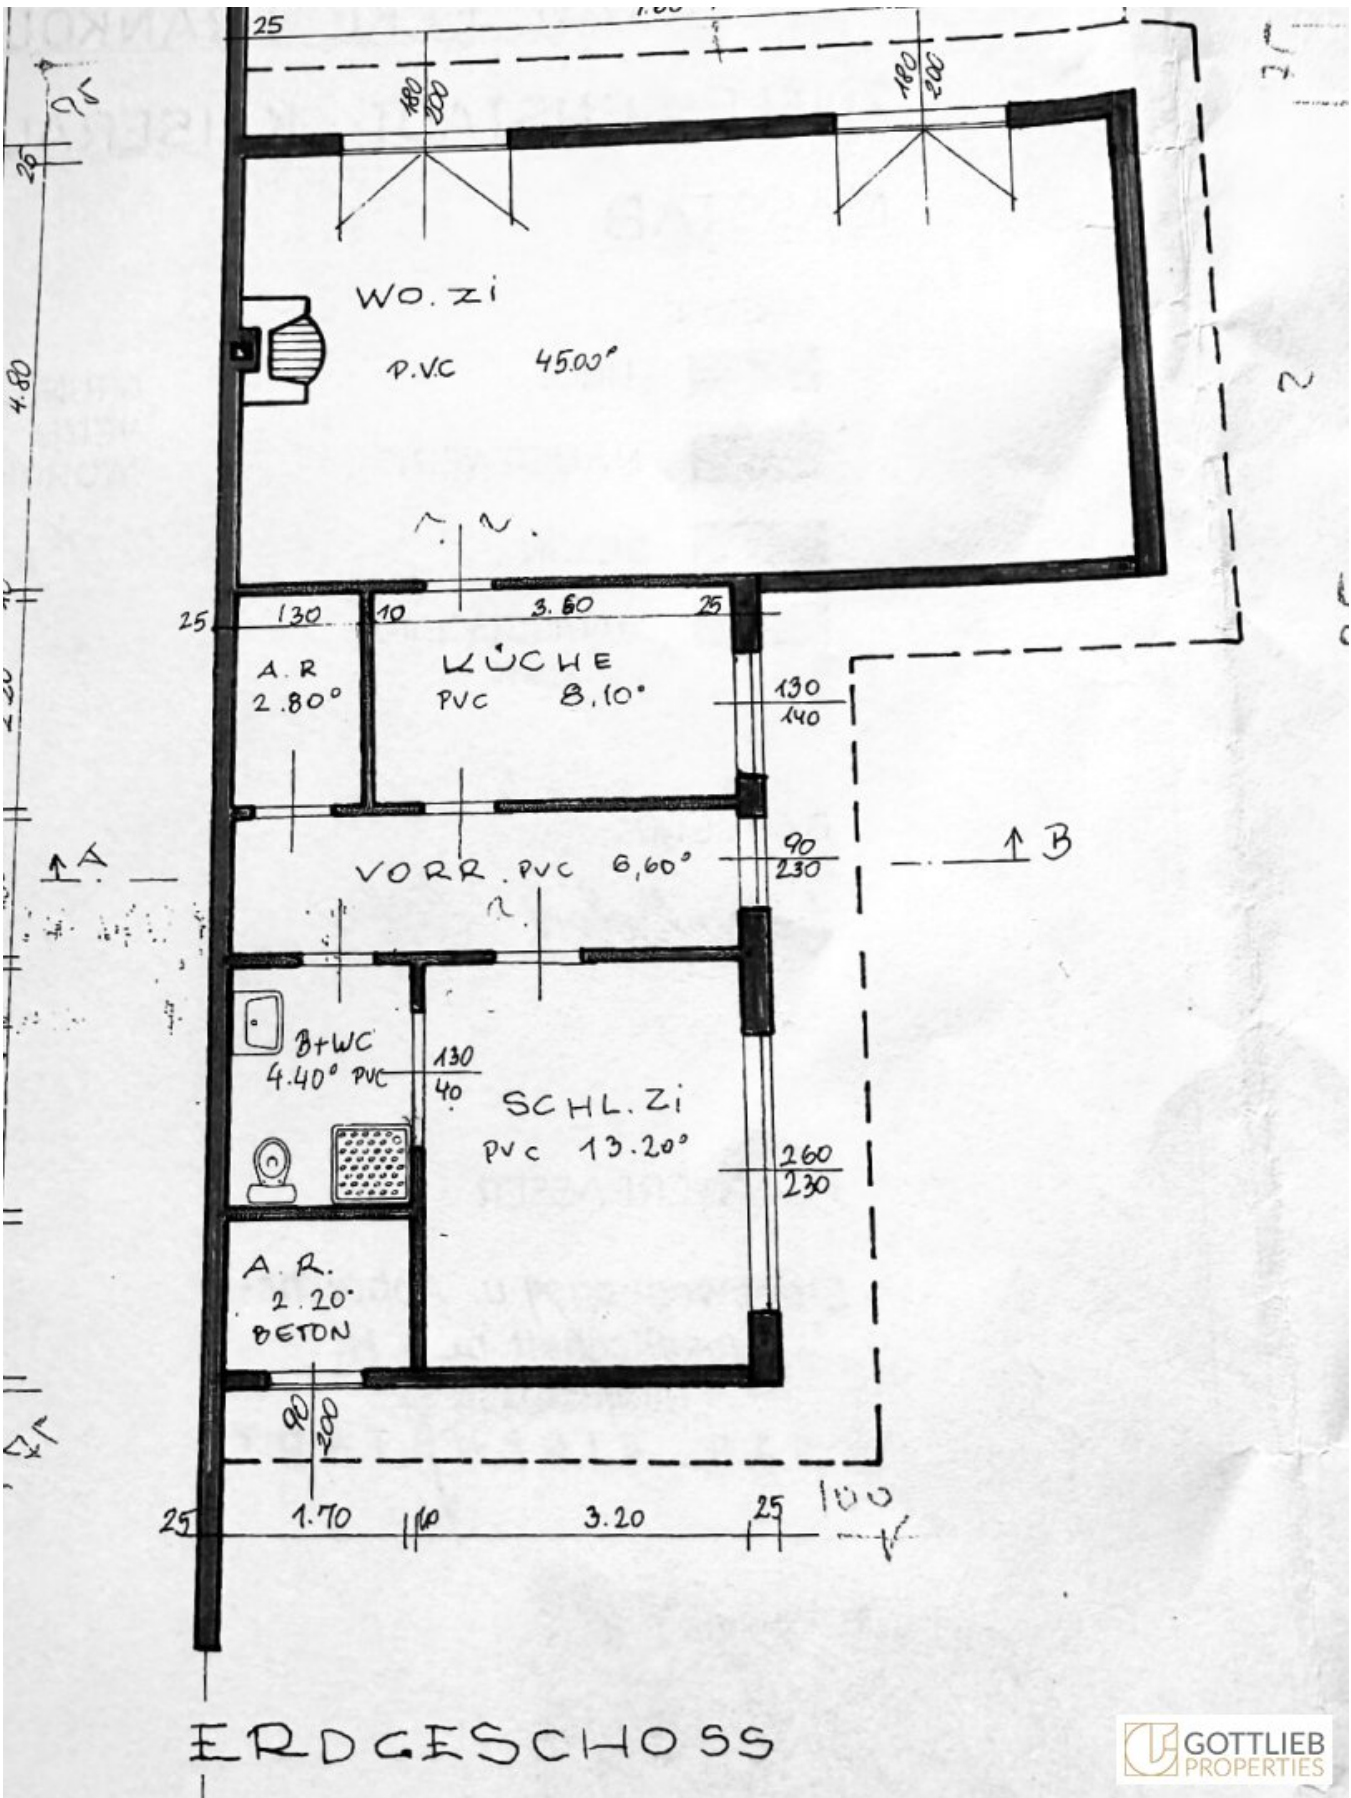 25
180
200
180
200
25
WO.ZI
P.V.C 45.00°
4.80
25 130 10 3.60 25
A.R
2.80°
KÜCHE
PVC 8,10°
130
140
A
VORR. PVC 6,60°
90
230
B
B+WC
4.40° PVC
130
40
SCHL.ZI
PVC 13.20°
260
230
A.R.
2.20°
BETON
90
200
100
25 1.70 10 3.20 25
ERDGESCHOSS
GOTTLIEB
PROPERTIES